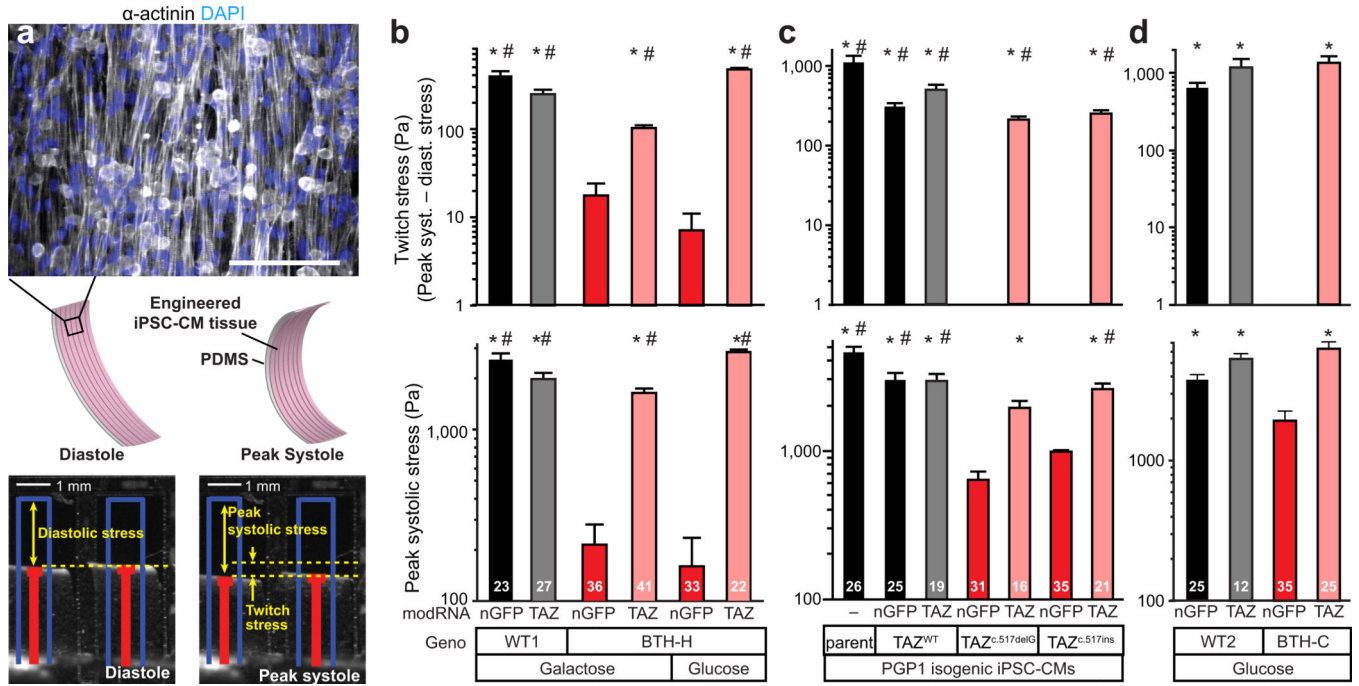 α-actinin DAPI
a
Engineered
iPSC-CM tissue
PDMS
Diastole
Peak Systole
1 mm
Diastolic stress
Diastole
1 mm
Peak
systolic stress
Twitch
stress
Peak systole
b
Twitch stress (Pa)
(Peak syst. – diast. stress)
100
10
1
* #
* #
* #
* #
Peak systolic stress (Pa)
1,000
100
* #
*#
* #
*#
23
27
36
41
33
22
modRNA
nGFP
TAZ
nGFP
TAZ
nGFP
TAZ
Geno
WT1
BTH-H
Galactose
Glucose
c
1,000
100
10
1
* #
* #
* #
* #
* #
1,000
100
* #
* #
* #
*
* #
26
25
19
31
16
35
21
–
nGFP
TAZ
nGFP
TAZ
nGFP
TAZ
parent
TAZWT
TAZc.517delG
TAZc.517ins
PGP1 isogenic iPSC-CMs
d
1,000
100
10
1
*
*
*
1000
100
*
*
*
25
12
35
25
nGFP
TAZ
nGFP
TAZ
WT2
BTH-C
Glucose